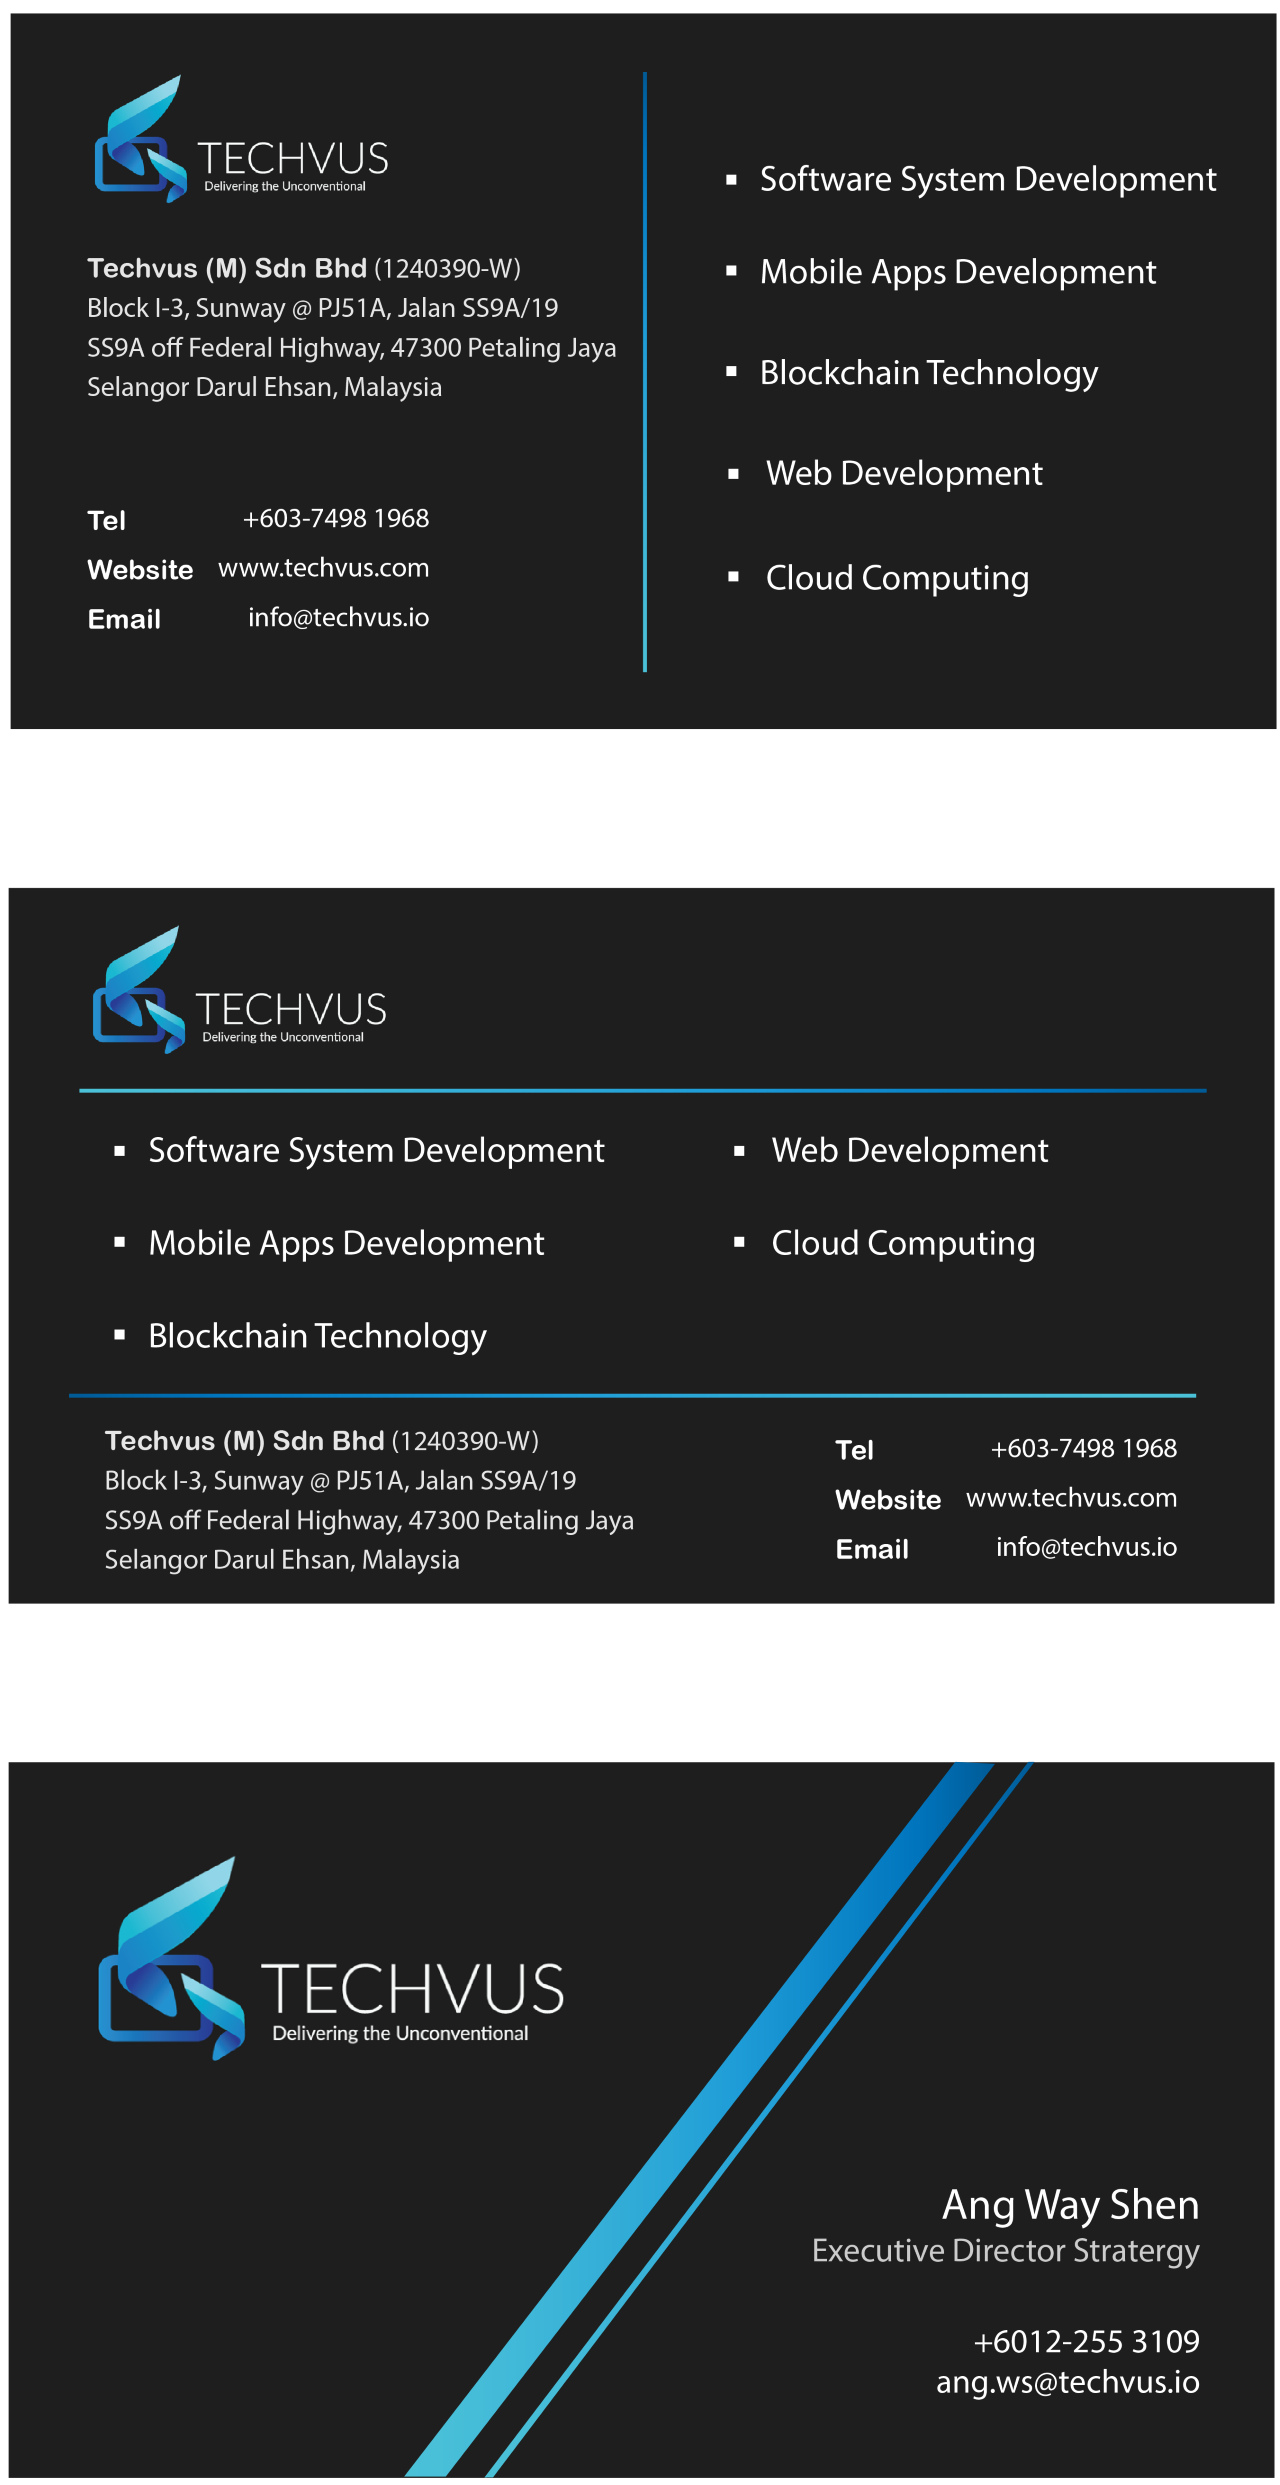 TECHVUS
Delivering the Unconventional
Techvus (M) Sdn Bhd (1240390-W)
Block I-3, Sunway @ PJ51A, Jalan SS9A/19
SS9A off Federal Highway, 47300 Petaling Jaya
Selangor Darul Ehsan, Malaysia
Tel +603-7498 1968
Website www.techvus.com
Email info@techvus.io
▪ Software System Development
▪ Mobile Apps Development
▪ Blockchain Technology
▪ Web Development
▪ Cloud Computing
TECHVUS
Delivering the Unconventional
▪ Software System Development
▪ Mobile Apps Development
▪ Blockchain Technology
▪ Web Development
▪ Cloud Computing
Techvus (M) Sdn Bhd (1240390-W)
Block I-3, Sunway @ PJ51A, Jalan SS9A/19
SS9A off Federal Highway, 47300 Petaling Jaya
Selangor Darul Ehsan, Malaysia
Tel +603-7498 1968
Website www.techvus.com
Email info@techvus.io
TECHVUS
Delivering the Unconventional
Ang Way Shen
Executive Director Stratergy
+6012-255 3109
ang.ws@techvus.io